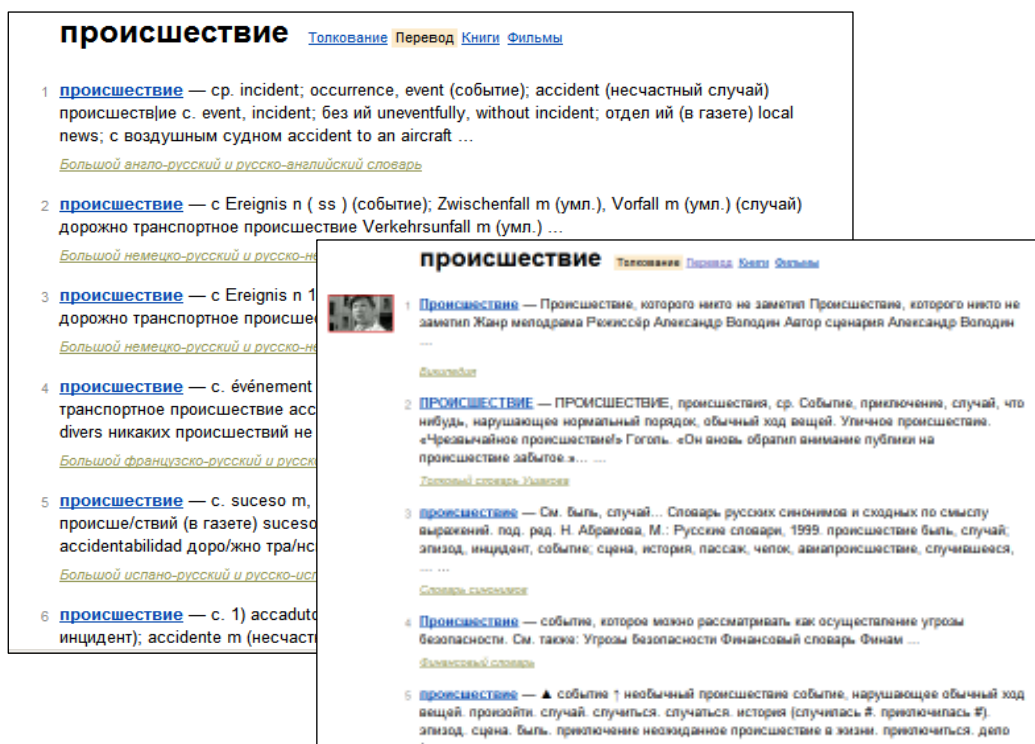 происшествие Толкование Перевод Книги Фильмы
1 происшествие — ср. incident; occurrence, event (событие); accident (несчастный случай)
происшеств|ие с. event, incident; без ий uneventfully, without incident; отдел ий (в газете) local
news; с воздушным судном accident to an aircraft ...
Большой англо-русский и русско-английский словарь
2 происшествие — с Ereignis n ( ss ) (событие); Zwischenfall m (умл.), Vorfall m (умл.) (случай)
дорожно транспортное происшествие Verkehrsunfall m (умл.) ...
Большой немецко-русский и русско-не
3 происшествие — с Ereignis n 1
дорожно транспортное происше
Большой немецко-русский и русско-не
4 происшествие — с. événement
транспортное происшествие acc
divers никаких происшествий не
Большой французско-русский и русск
5 происшествие — с. suceso m,
происше/ствий (в газете) suceso
accidentabilidad доро/жно тра/нс
Большой испано-русский и русско-исп
6 происшествие — с. 1) accaduto
инцидент); accidente m (несчаст
происшествие Толкование Перевод Книги Фильмы
1 Происшествие — Происшествие, которого никто не заметил Происшествие, которого никто не
заметил Жанр мелодрама Режиссёр Александр Володин Автор сценария Александр Володин
....
Википедия
2 ПРОИСШЕСТВИЕ — ПРОИСШЕСТВИЕ, происшествия, ср. Событие, приключение, случай, что
нибудь, нарушающее нормальный порядок, обычный ход вещей. Уличное происшествие.
«Чрезвычайное происшествие!» Гоголь. «Он вновь обратил внимание публики на
происшествие забытое.»... ....
Толковый словарь Ушакова
3 происшествие — См. быль, случай... Словарь русских синонимов и сходных по смыслу
выражений. под. ред. Н. Абрамова, М.: Русские словари, 1999. происшествие быль, случай;
эпизод, инцидент, событие; сцена, история, пассаж, чепок, авиапроисшествие, случившееся,
.... ...
Словарь синонимов
4 Происшествие — событие, которое можно рассматривать как осуществление угрозы
безопасности. См. также: Угрозы безопасности Финансовый словарь Финам ...
Финансовый словарь
5 происшествие — ▲ событие ↑ необычный происшествие событие, нарушающее обычный ход
вещей. произойти. случай. случиться. случаться. история (случилась #. приключилась #).
эпизод. сцена. быль. приключение неожиданное происшествие в жизни. приключиться. дело